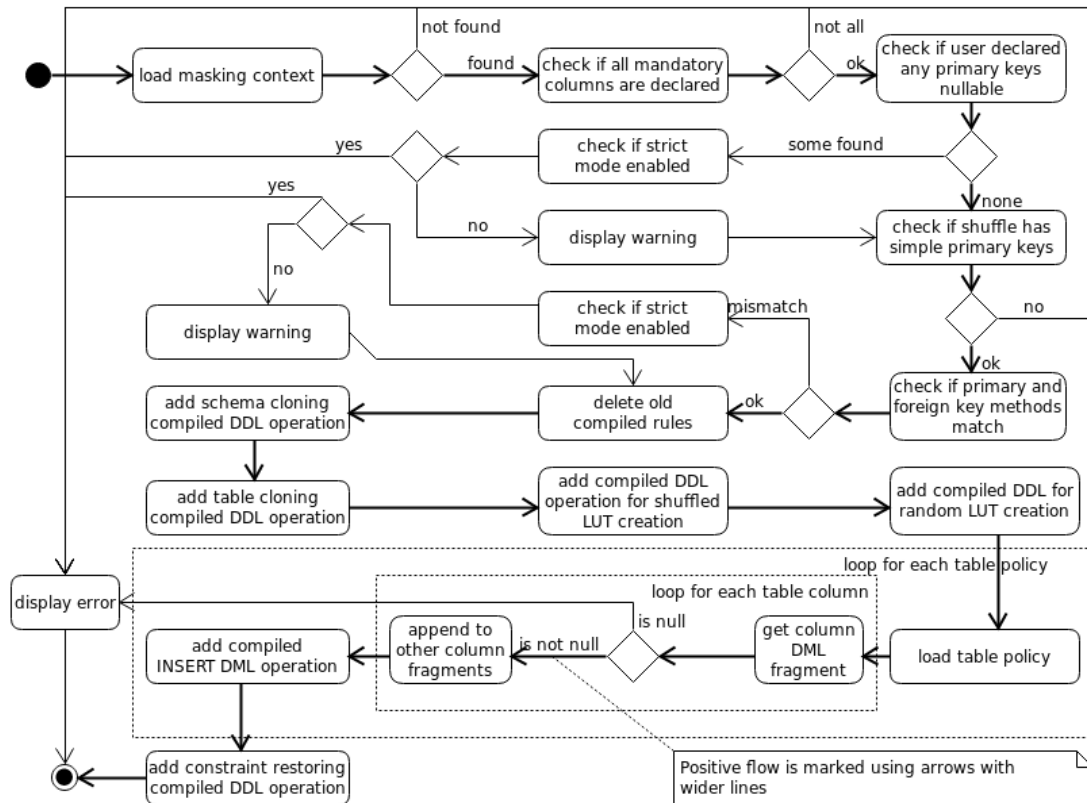 not found
not all
load masking context
found
check if all mandatory
columns are declared
ok
check if user declared
any primary keys
nullable
yes
check if strict
mode enabled
some found
yes
no
display warning
none
check if shuffle has
simple primary keys
no
display warning
check if strict
mode enabled
mismatch
no
ok
add schema cloning
compiled DDL operation
delete old
compiled rules
ok
check if primary and
foreign key methods
match
add table cloning
compiled DDL operation
add compiled DDL
operation for shuffled
LUT creation
add compiled DDL for
random LUT creation
loop for each table policy
loop for each table column
display error
is null
add compiled
INSERT DML operation
append to
other column
fragments
is not null
get column
DML
fragment
load table policy
add constraint restoring
compiled DDL operation
Positive flow is marked using arrows with
wider lines